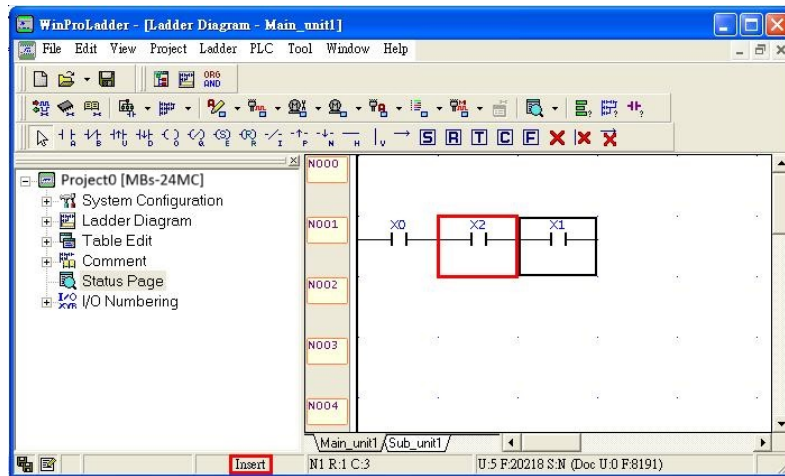 WinProLadder - [Ladder Diagram - Main_unit1]
File Edit View Project Ladder PLC Tool Window Help
ORG
AND
A B U D E S R I P N H V S R T C F
Project0 [MBs-24MC]
System Configuration
Ladder Diagram
Table Edit
Comment
Status Page
I/O Numbering
N000
N001 X0 X2 X1
N002
N003
N004
Main_unit1 Sub_unit1
Insert N1 R:1 C:3 U:5 F:20218 S:N (Doc U:0 F:8191)